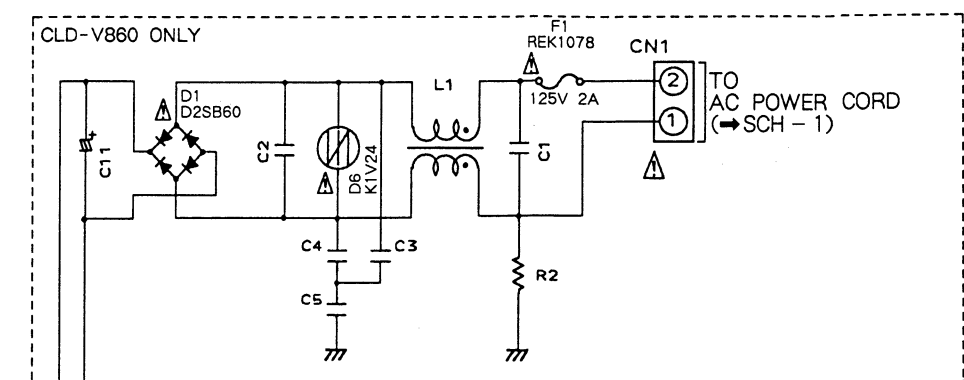 CLD-V860 ONLY
F1
REK1078
CN1
125V 2A
2
1
TO
AC POWER CORD
(➡SCH – 1)
L1
D1
D2SB60
C11
C2
D6
K1V24
C1
C4
C3
C5
R2